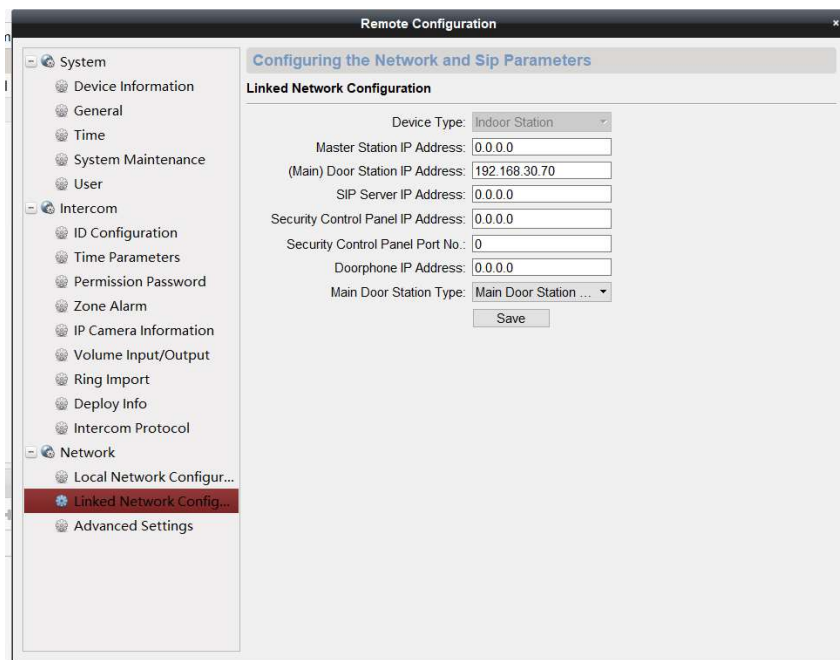 Remote Configuration
x
System
Device Information
General
Time
System Maintenance
User
Intercom
ID Configuration
Time Parameters
Permission Password
Zone Alarm
IP Camera Information
Volume Input/Output
Ring Import
Deploy Info
Intercom Protocol
Network
Local Network Configur...
Linked Network Config...
Advanced Settings
Configuring the Network and Sip Parameters
Linked Network Configuration
Device Type: Indoor Station
Master Station IP Address: 0.0.0.0
(Main) Door Station IP Address: 192.168.30.70
SIP Server IP Address: 0.0.0.0
Security Control Panel IP Address: 0.0.0.0
Security Control Panel Port No.: 0
Doorphone IP Address: 0.0.0.0
Main Door Station Type: Main Door Station ...
Save